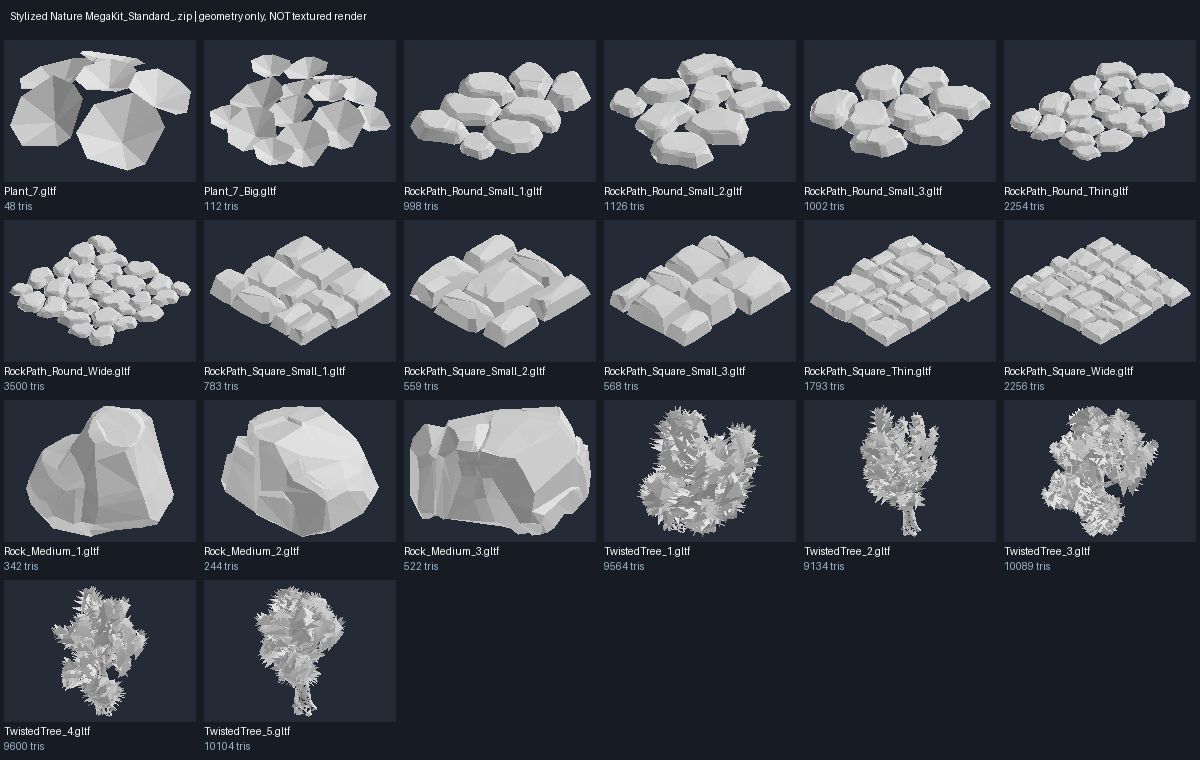 Stylized Nature MegaKit_Standard_.zip | geometry only, NOT textured render
Plant_7.gltf
48 tris
Plant_7_Big.gltf
112 tris
RockPath_Round_Small_1.gltf
998 tris
RockPath_Round_Small_2.gltf
1126 tris
RockPath_Round_Small_3.gltf
1002 tris
RockPath_Round_Thin.gltf
2254 tris
RockPath_Round_Wide.gltf
3500 tris
RockPath_Square_Small_1.gltf
783 tris
RockPath_Square_Small_2.gltf
559 tris
RockPath_Square_Small_3.gltf
568 tris
RockPath_Square_Thin.gltf
1793 tris
RockPath_Square_Wide.gltf
2256 tris
Rock_Medium_1.gltf
342 tris
Rock_Medium_2.gltf
244 tris
Rock_Medium_3.gltf
522 tris
TwistedTree_1.gltf
9564 tris
TwistedTree_2.gltf
9134 tris
TwistedTree_3.gltf
10089 tris
TwistedTree_4.gltf
9600 tris
TwistedTree_5.gltf
10104 tris